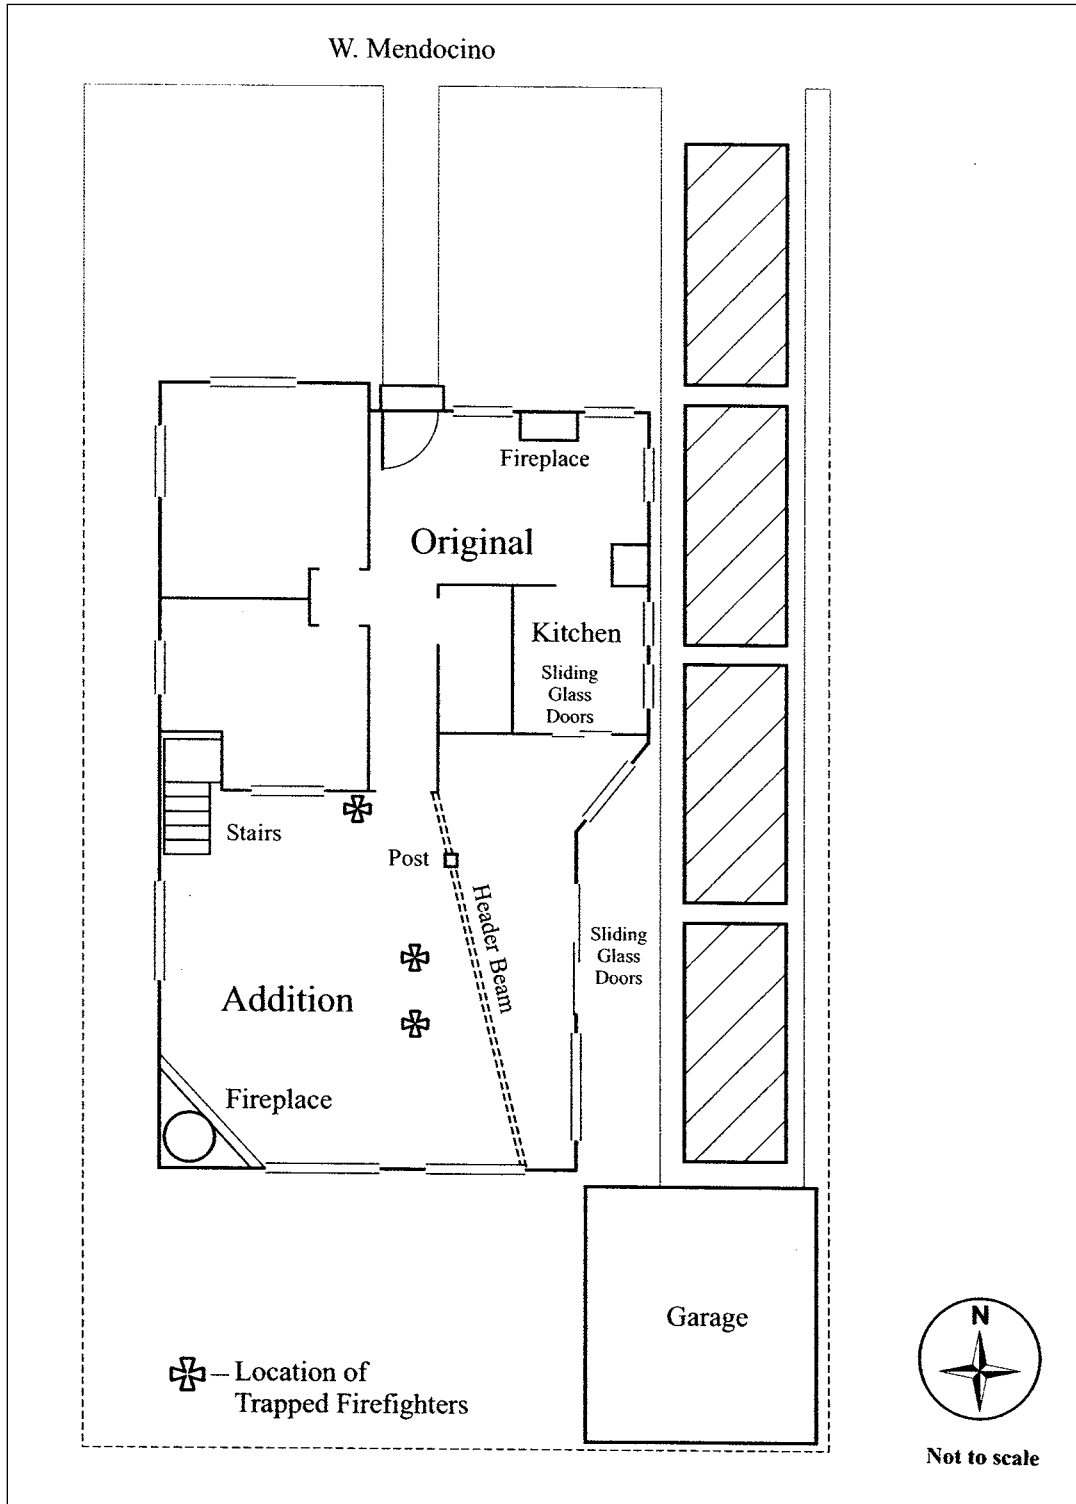 W. Mendocino
Fireplace
Original
Kitchen
Sliding
Glass
Doors
Stairs
Post
Header Beam
Sliding
Glass
Doors
Addition
Fireplace
Garage
– Location of
Trapped Firefighters
N
Not to scale